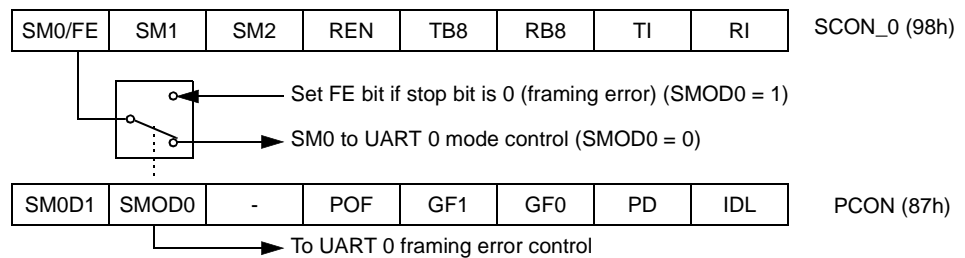 SM0/FE SM1 SM2 REN TB8 RB8 TI RI SCON_0 (98h)
Set FE bit if stop bit is 0 (framing error) (SMOD0 = 1)
SM0 to UART 0 mode control (SMOD0 = 0)
SM0D1 SMOD0 - POF GF1 GF0 PD IDL PCON (87h)
To UART 0 framing error control